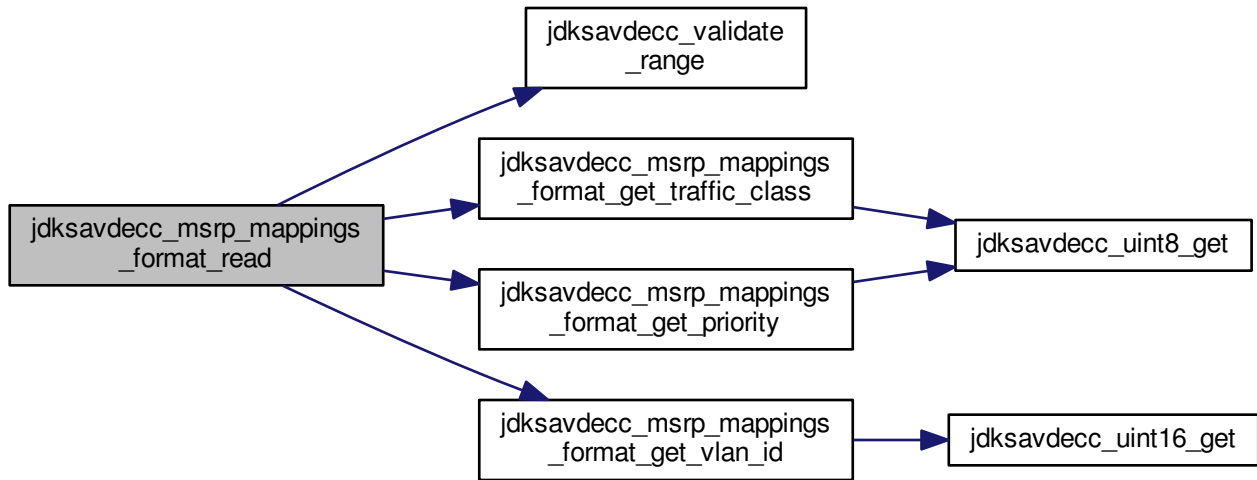 jdksavdecc_validate
_range
jdksavdecc_msrp_mappings
_format_get_traffic_class
jdksavdecc_msrp_mappings
_format_read
jdksavdecc_uint8_get
jdksavdecc_msrp_mappings
_format_get_priority
jdksavdecc_msrp_mappings
_format_get_vlan_id
jdksavdecc_uint16_get